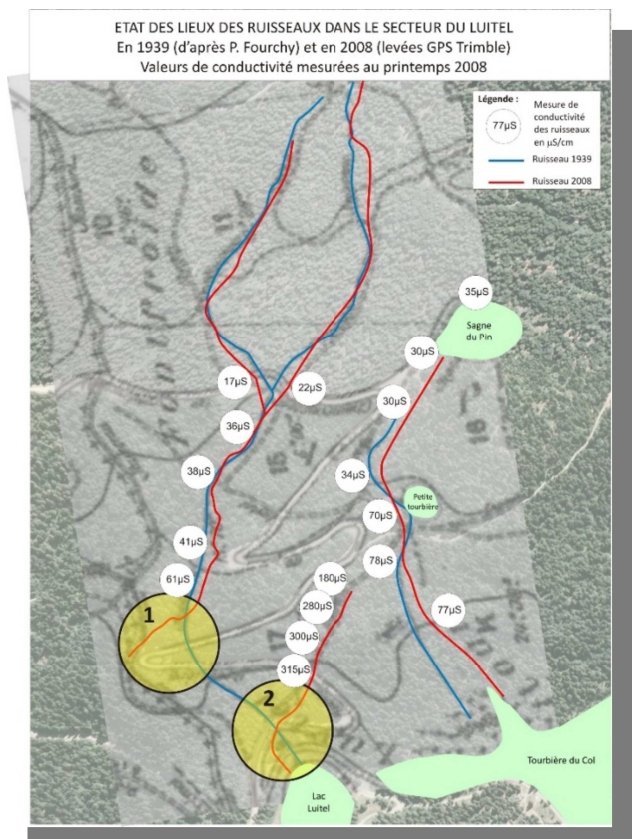 ETAT DES LIEUX DES RUISSEAUX DANS LE SECTEUR DU LUITEL
En 1939 (d'après P. Fourchy) et en 2008 (levées GPS Trimble)
Valeurs de conductivité mesurées au printemps 2008
Légende :
77µS
Mesure de
conductivité
des ruisseaux
en µS/cm
Ruisseau 1939
Ruisseau 2008
35µS
Sagne
du Pin
30µS
17µS
22µS
30µS
36µS
38µS
34µS
Petite
tourbière
70µS
41µS
78µS
61µS
180µS
280µS
77µS
1
300µS
315µS
2
Tourbière du Col
Lac
Luitel